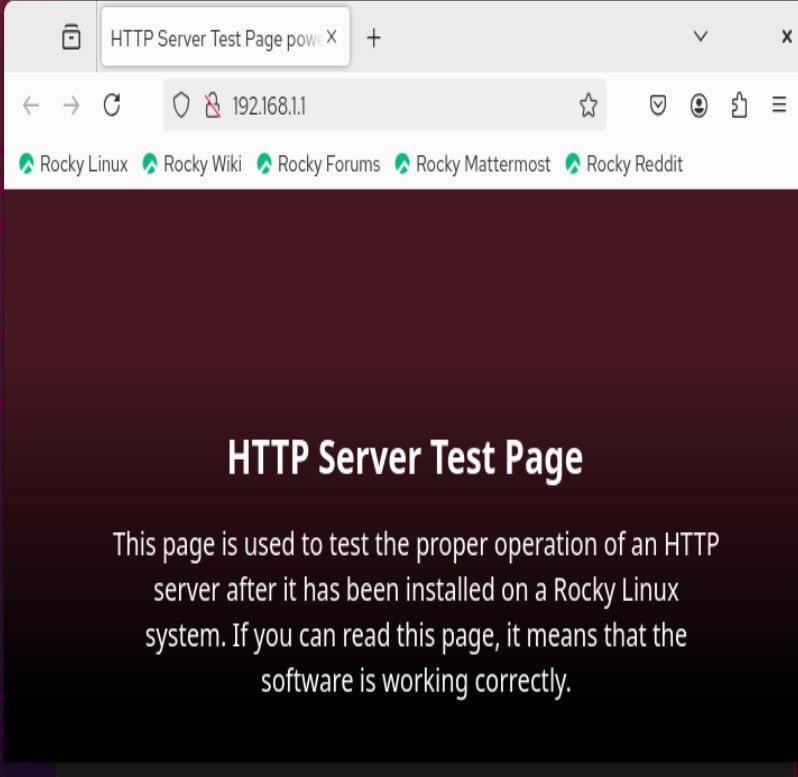 HTTP Server Test Page pow
192.168.1.1
Rocky Linux Rocky Wiki Rocky Forums Rocky Mattermost Rocky Reddit
HTTP Server Test Page
This page is used to test the proper operation of an HTTP
server after it has been installed on a Rocky Linux
system. If you can read this page, it means that the
software is working correctly.